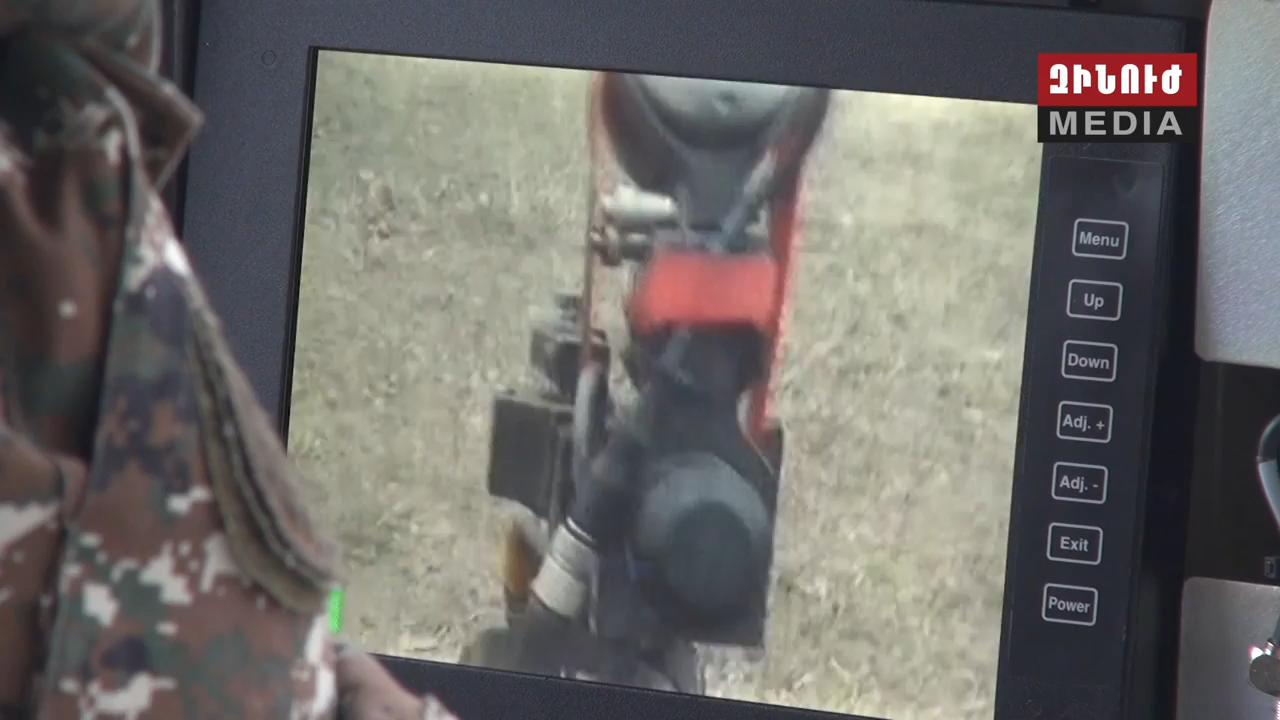 ԶԻՆՈՒԺ
MEDIA
Menu
Up
Down
Adj. +
Adj. -
Exit
Power